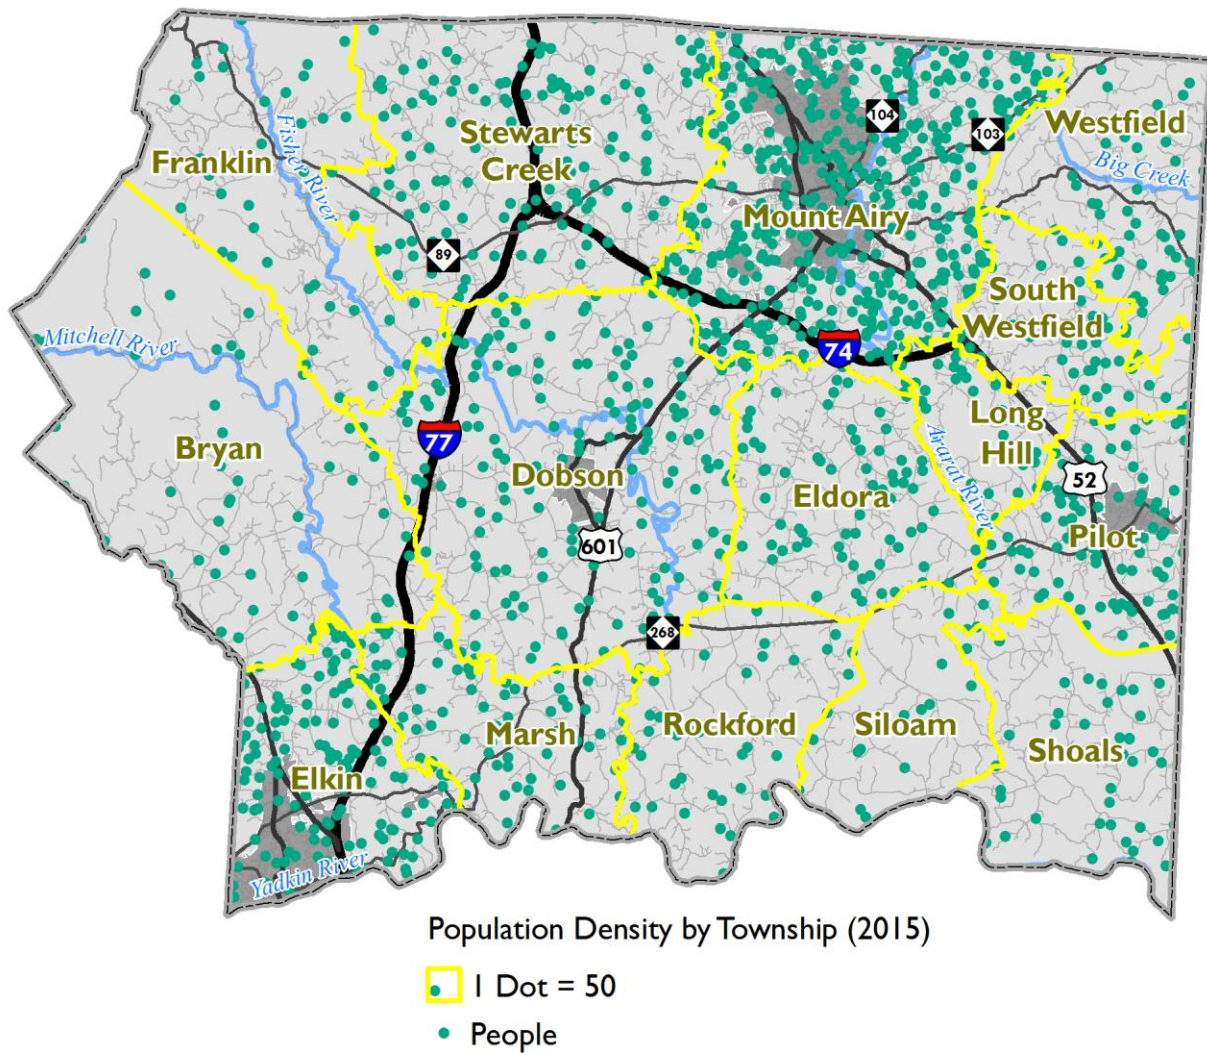 104
Westfield
103
Stewarts
Creek
Big Creek
Franklin
Fisher River
Mount Airy
89
South
Westfield
Mitchell River
74
Long
Hill
77
Bryan
Dobson
Ararat River
52
Eldora
Pilot
601
268
Marsh
Rockford
Siloam
Shoals
Elkin
Yadkin River
Population Density by Township (2015)
1 Dot = 50
People